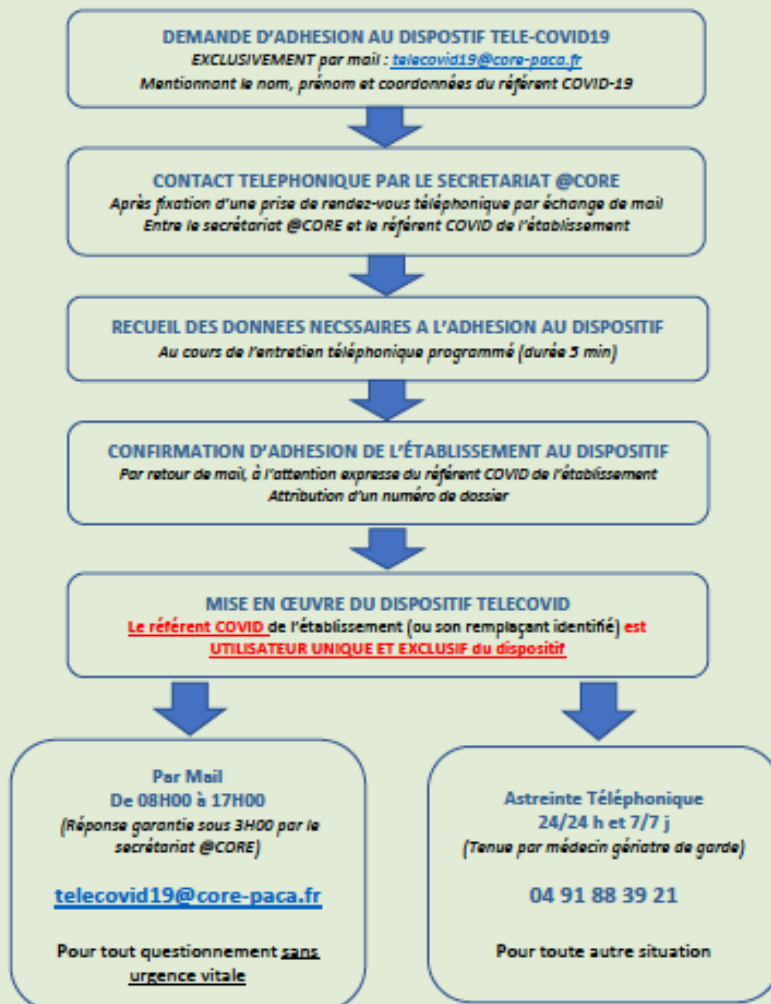 DEMANDE D'ADHESION AU DISPOSTIF TELE-COVID19
EXCLUSIVEMENT par mail : telecovid19@core-paca.fr
Mentionnant le nom, prénom et coordonnées du référent COVID-19
CONTACT TELEPHONIQUE PAR LE SECRETARIAT @CORE
Après fixation d'une prise de rendez-vous téléphonique par échange de mail
Entre le secrétariat @CORE et le référent COVID de l'établissement
RECUEIL DES DONNEES NECSSAIRES A L'ADHESION AU DISPOSITIF
Au cours de l'entretien téléphonique programmé (durée 5 min)
CONFIRMATION D'ADHESION DE L'ÉTABLISSEMENT AU DISPOSITIF
Par retour de mail, à l'attention expresse du référent COVID de l'établissement
Attribution d'un numéro de dossier
MISE EN ŒUVRE DU DISPOSITIF TELECOVID
Le référent COVID de l'établissement (ou son remplaçant identifié) est
UTILISATEUR UNIQUE ET EXCLUSIF du dispositif
Par Mail
De 08H00 à 17H00
(Réponse garantie sous 3H00 par le
secrétariat @CORE)
telecovid19@core-paca.fr
Pour tout questionnement sans
urgence vitale
Astreinte Téléphonique
24/24 h et 7/7 j
(Tenue par médecin gériatre de garde)
04 91 88 39 21
Pour toute autre situation